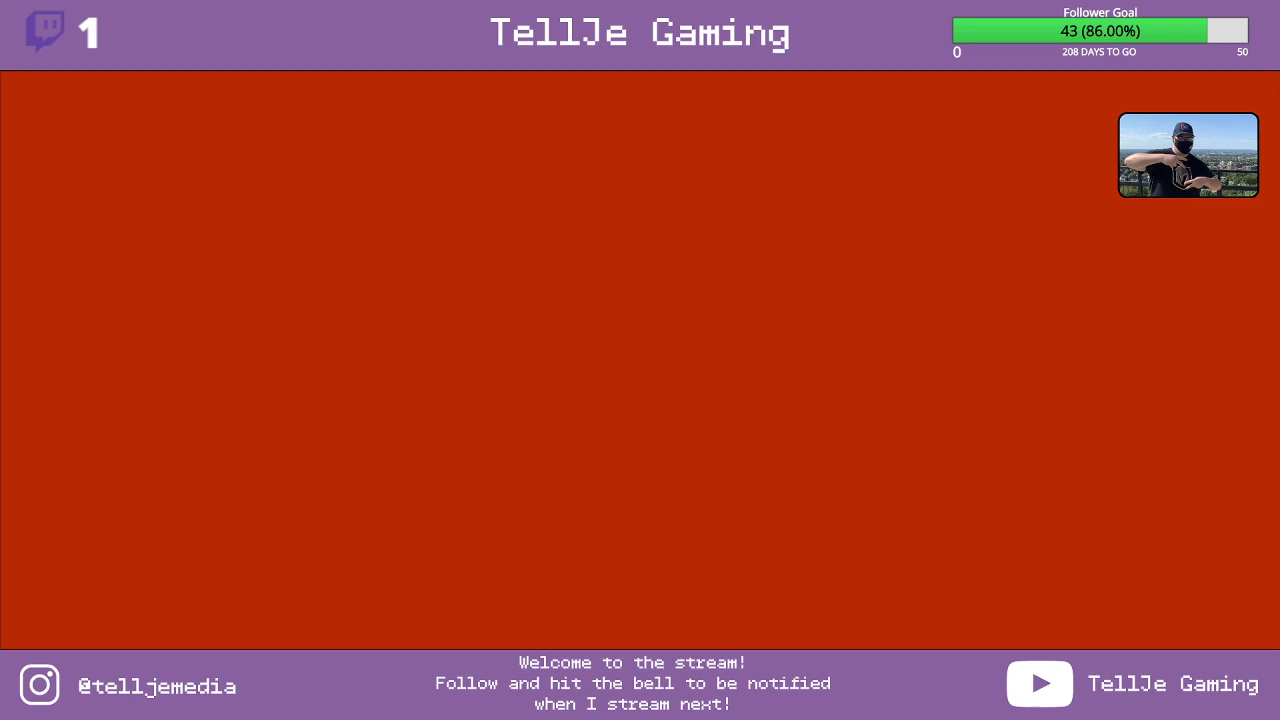 1
TellJe Gaming
Follower Goal
43 (86.00%)
0
208 DAYS TO GO
50
@telljemedia
Welcome to the stream!
Follow and hit the bell to be notified
when I stream next!
TellJe Gaming